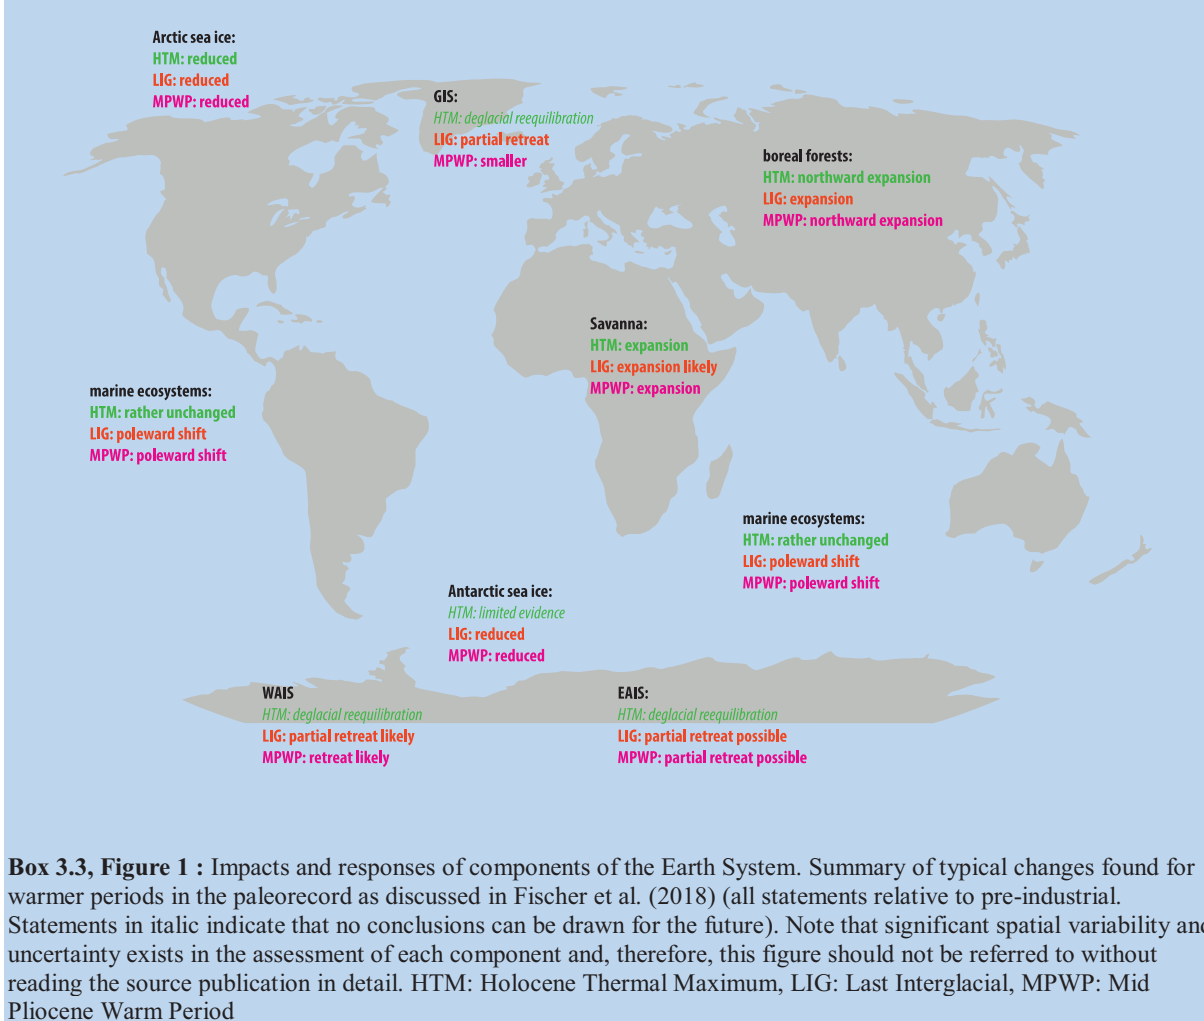 Arctic sea ice:
HTM: reduced
LIG: reduced
MPWP: reduced
GIS:
HTM: deglacial reequilibration
LIG: partial retreat
MPWP: smaller
boreal forests:
HTM: northward expansion
LIG: expansion
MPWP: northward expansion
Savanna:
HTM: expansion
LIG: expansion likely
MPWP: expansion
marine ecosystems:
HTM: rather unchanged
LIG: poleward shift
MPWP: poleward shift
marine ecosystems:
HTM: rather unchanged
LIG: poleward shift
MPWP: poleward shift
Antarctic sea ice:
HTM: limited evidence
LIG: reduced
MPWP: reduced
WAIS
HTM: deglacial reequilibration
LIG: partial retreat likely
MPWP: retreat likely
EAIS:
HTM: deglacial reequilibration
LIG: partial retreat possible
MPWP: partial retreat possible
Box 3.3, Figure 1 : Impacts and responses of components of the Earth System. Summary of typical changes found for
warmer periods in the paleorecord as discussed in Fischer et al. (2018) (all statements relative to pre-industrial.
Statements in italic indicate that no conclusions can be drawn for the future). Note that significant spatial variability and
uncertainty exists in the assessment of each component and, therefore, this figure should not be referred to without
reading the source publication in detail. HTM: Holocene Thermal Maximum, LIG: Last Interglacial, MPWP: Mid
Pliocene Warm Period